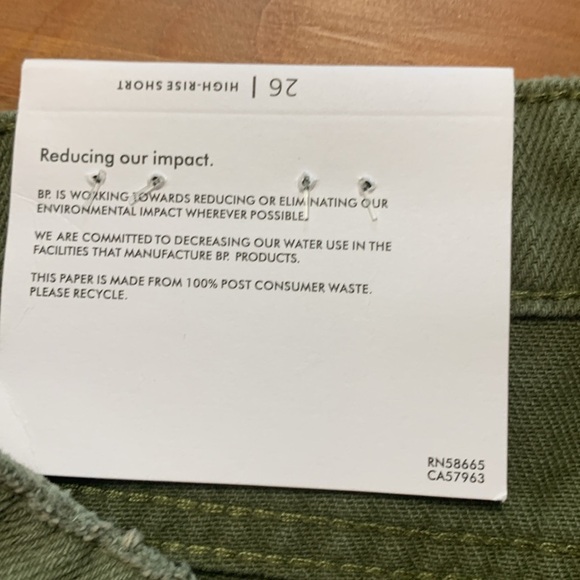 26 | HIGH-RISE SHORT
Reducing our impact.
BP. IS WORKING TOWARDS REDUCING OR ELIMINATING OUR
ENVIRONMENTAL IMPACT WHEREVER POSSIBLE.
WE ARE COMMITTED TO DECREASING OUR WATER USE IN THE
FACILITIES THAT MANUFACTURE BP. PRODUCTS.
THIS PAPER IS MADE FROM 100% POST CONSUMER WASTE.
PLEASE RECYCLE.
RN58665
CA57963